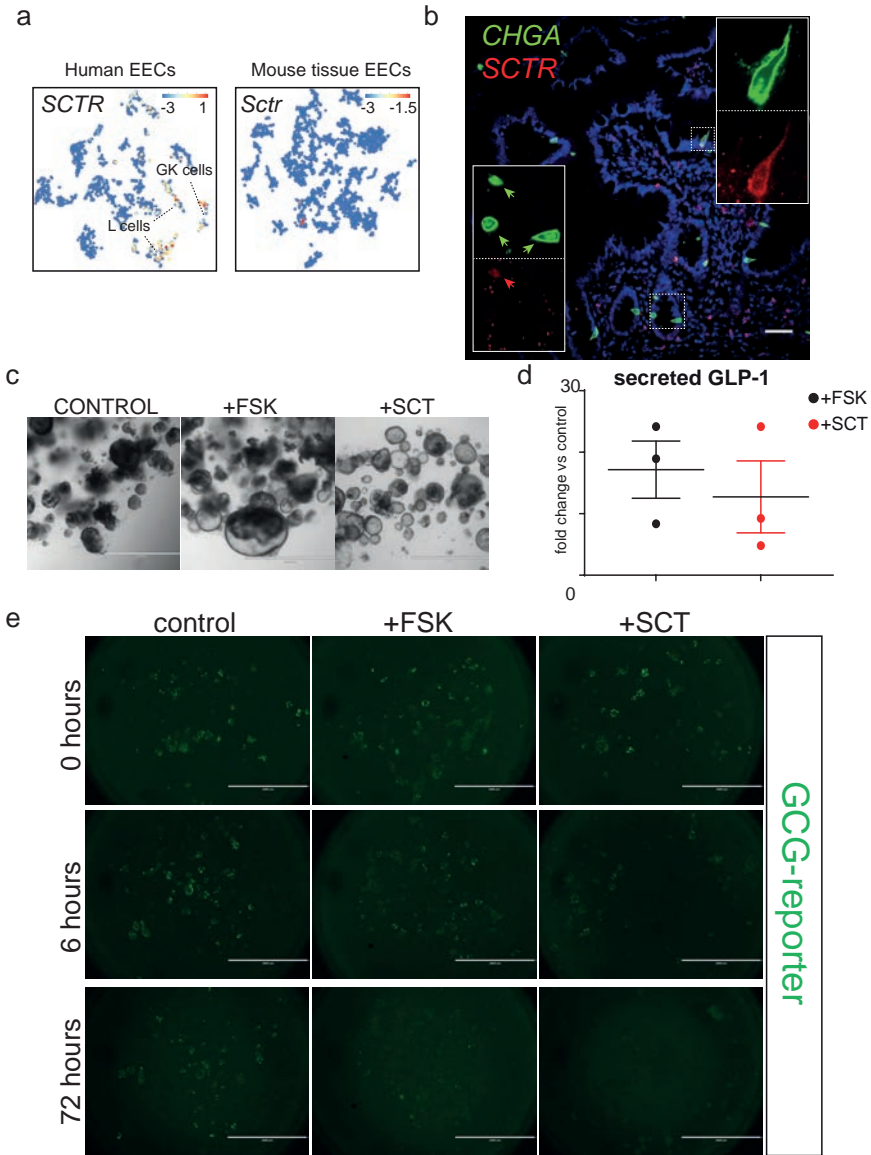 a
Human EECs
Mouse tissue EECs
SCTR
-3 1
GK cells
L cells
Sctr
-3 -1.5
b
CHGA
SCTR
c
CONTROL
+FSK
+SCT
d
secreted GLP-1
30
0
fold change vs control
+FSK
+SCT
e
control
+FSK
+SCT
0 hours
6 hours
72 hours
GCG-reporter